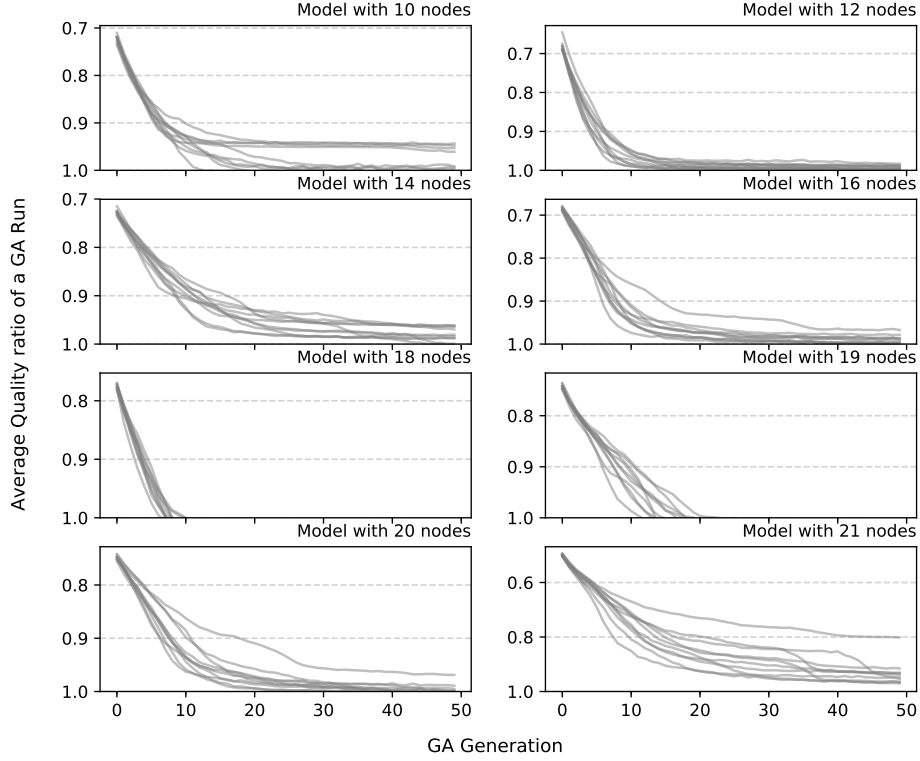 Model with 10 nodes
0.7
0.8
0.9
1.0
Model with 12 nodes
0.7
0.8
0.9
1.0
Model with 14 nodes
0.7
0.8
0.9
1.0
Model with 16 nodes
0.7
0.8
0.9
1.0
Model with 18 nodes
0.8
0.9
1.0
Model with 19 nodes
0.8
0.9
1.0
Model with 20 nodes
0.8
0.9
1.0
0 10 20 30 40 50
Model with 21 nodes
0.6
0.8
1.0
0 10 20 30 40 50
Average Quality ratio of a GA Run
GA Generation